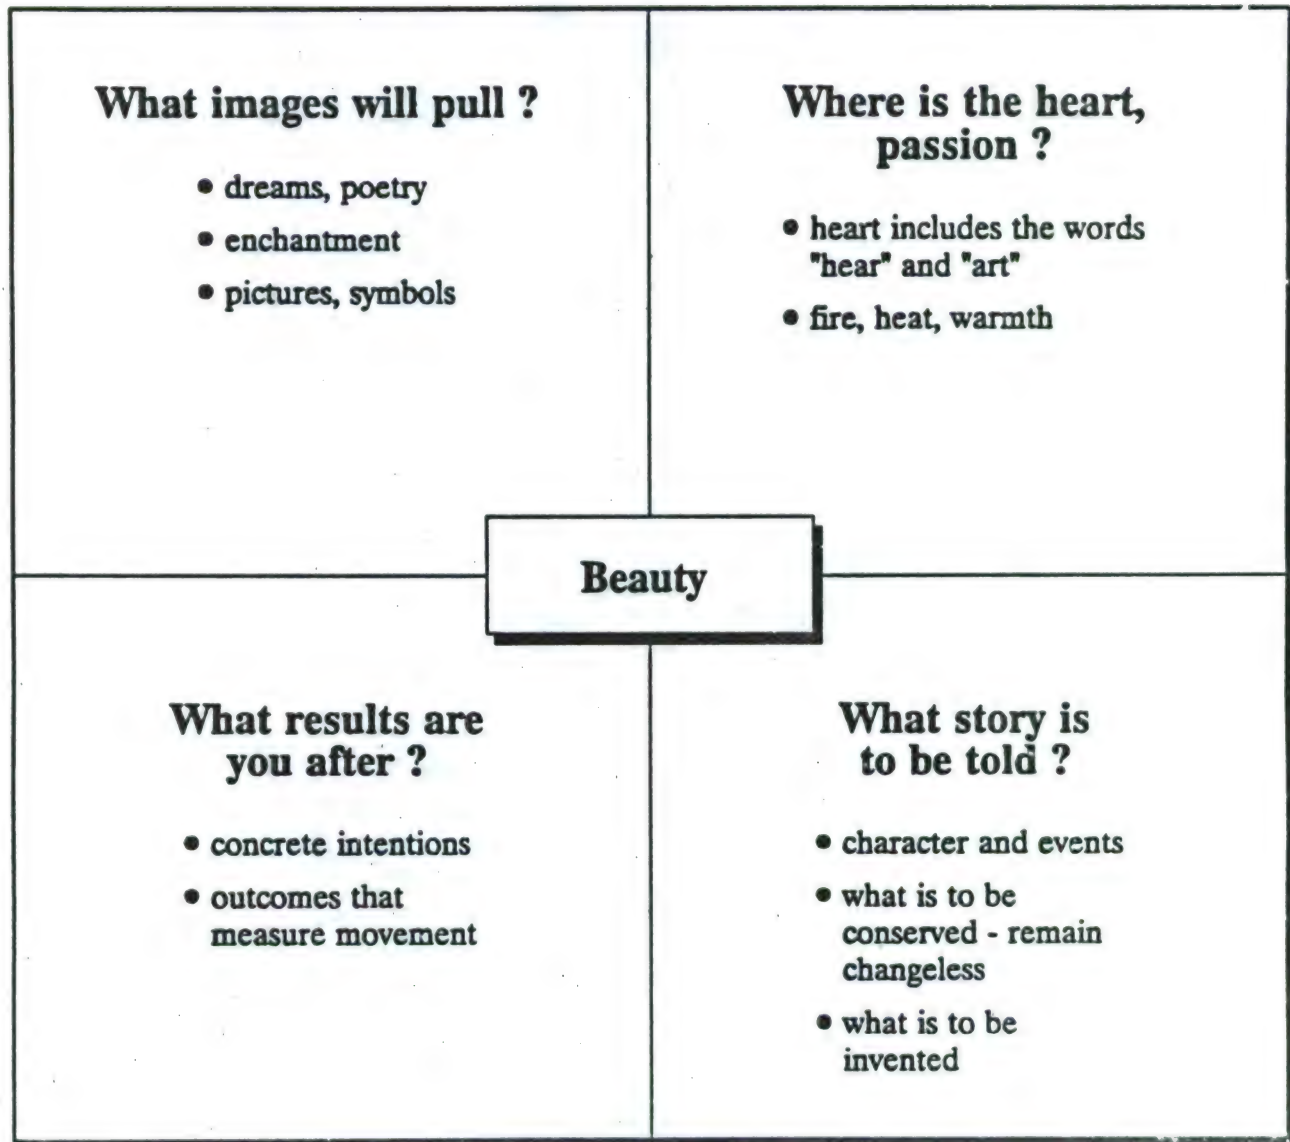 What images will pull ?
• dreams, poetry
• enchantment
• pictures, symbols
Where is the heart,
passion ?
• heart includes the words
"hear" and "art"
• fire, heat, warmth
Beauty
What results are
you after ?
• concrete intentions
• outcomes that
measure movement
What story is
to be told ?
• character and events
• what is to be
conserved - remain
changeless
• what is to be
invented